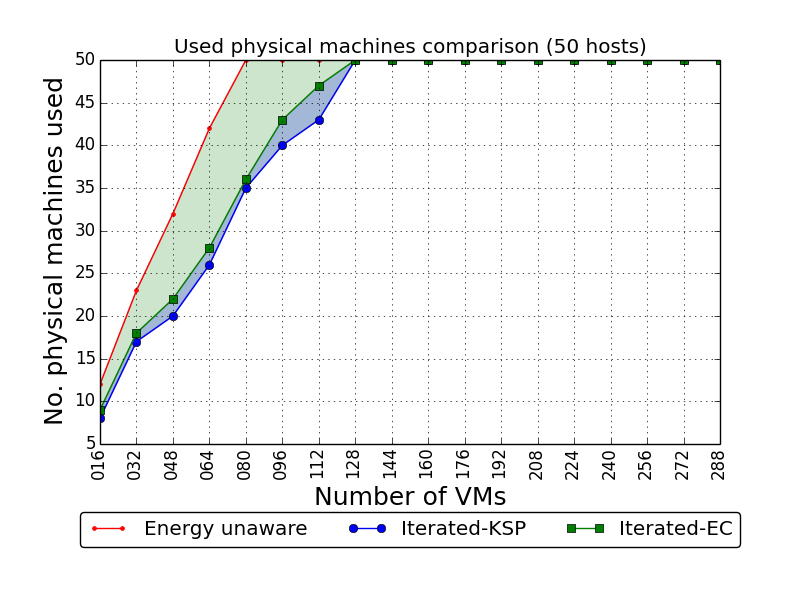 Used physical machines comparison (50 hosts)
50
45
40
35
30
25
20
15
10
5
No. physical machines used
016 032 048 064 080 096 112 128 144 160 176 192 208 224 240 256 272 288
Number of VMs
Energy unaware Iterated-KSP Iterated-EC